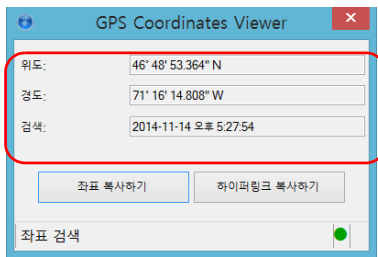 GPS Coordinates Viewer
위도: 46° 48' 53.364" N
경도: 71° 16' 14.808" W
검색: 2014-11-14 오후 5:27:54
좌표 복사하기 하이퍼링크 복사하기
좌표 검색